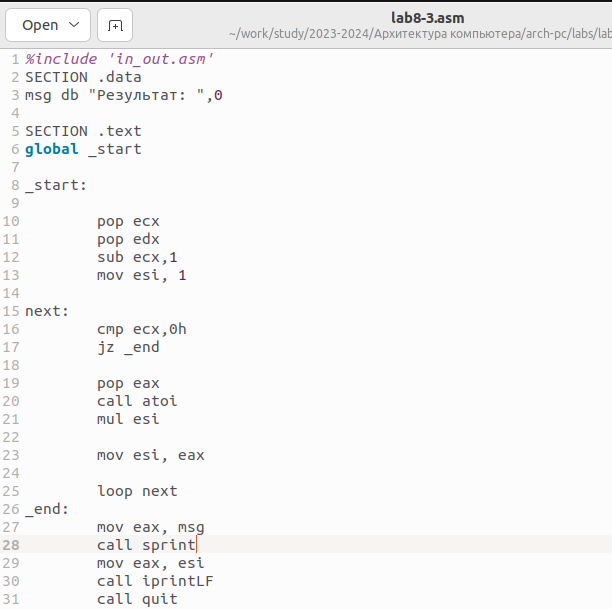 Open
lab8-3.asm
~/work/study/2023-2024/Архитектура компьютера/arch-pc/labs/lab
1 %include 'in_out.asm'
2 SECTION .data
3 msg db "Результат: ",0
4
5 SECTION .text
6 global _start
7
8 _start:
9
10 pop ecx
11 pop edx
12 sub ecx,1
13 mov esi, 1
14
15 next:
16 cmp ecx,0h
17 jz _end
18
19 pop eax
20 call atoi
21 mul esi
22
23 mov esi, eax
24
25 loop next
26 _end:
27 mov eax, msg
28 call sprint
29 mov eax, esi
30 call iprintLF
31 call quit